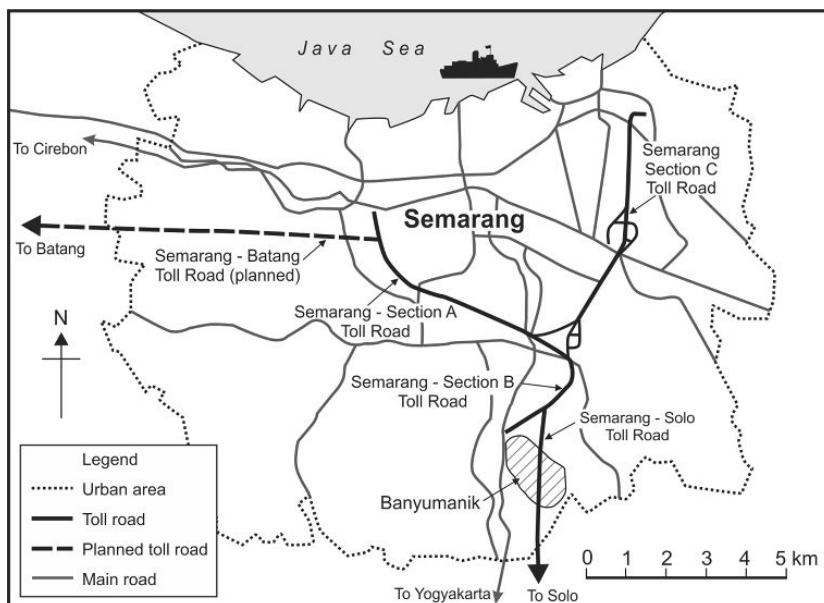 Java Sea
To Cirebon
Semarang
Section C
Toll Road
Semarang
To Batang
Semarang - Batang
Toll Road (planned)
Semarang - Section A
Toll Road
N
Semarang - Section B
Toll Road
Semarang - Solo
Toll Road
Banyumanik
Legend
Urban area
Toll road
Planned toll road
Main road
0 1 2 3 4 5 km
To Yogyakarta
To Solo